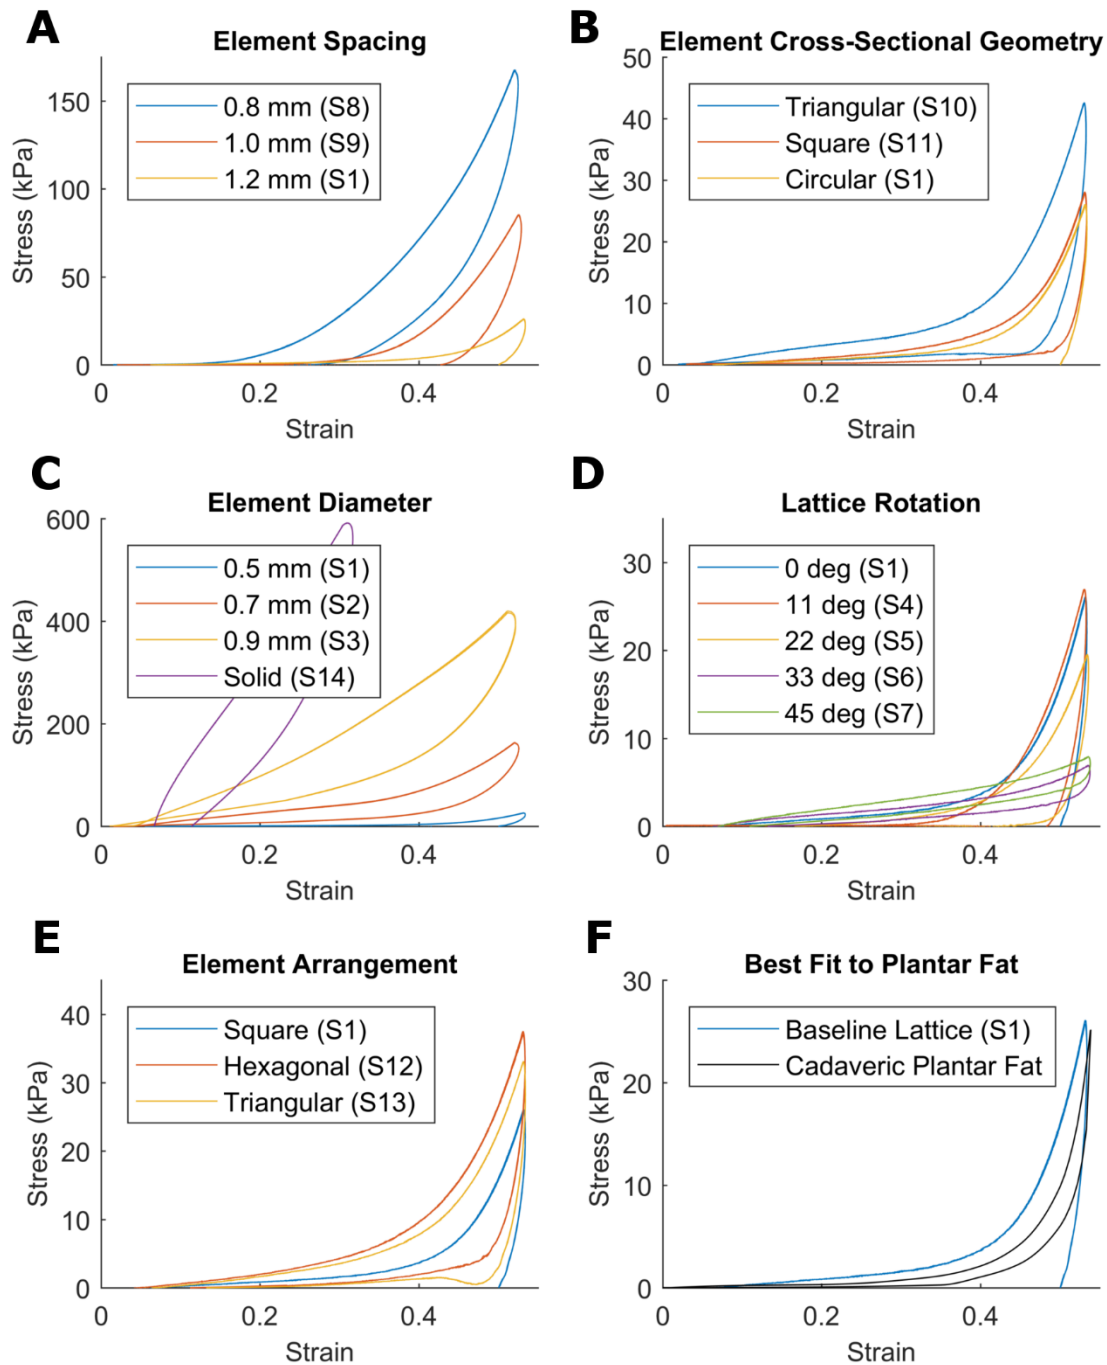 A
Element Spacing
0.8 mm (S8)
1.0 mm (S9)
1.2 mm (S1)
150
100
50
0
Stress (kPa)
0
0.2
0.4
Strain
B
Element Cross-Sectional Geometry
Triangular (S10)
Square (S11)
Circular (S1)
50
40
30
20
10
0
Stress (kPa)
0
0.2
0.4
Strain
C
Element Diameter
0.5 mm (S1)
0.7 mm (S2)
0.9 mm (S3)
Solid (S14)
600
400
200
0
Stress (kPa)
0
0.2
0.4
Strain
D
Lattice Rotation
0 deg (S1)
11 deg (S4)
22 deg (S5)
33 deg (S6)
45 deg (S7)
30
20
10
0
Stress (kPa)
0
0.2
0.4
Strain
E
Element Arrangement
Square (S1)
Hexagonal (S12)
Triangular (S13)
40
30
20
10
0
Stress (kPa)
0
0.2
0.4
Strain
F
Best Fit to Plantar Fat
Baseline Lattice (S1)
Cadaveric Plantar Fat
30
20
10
0
Stress (kPa)
0
0.2
0.4
Strain